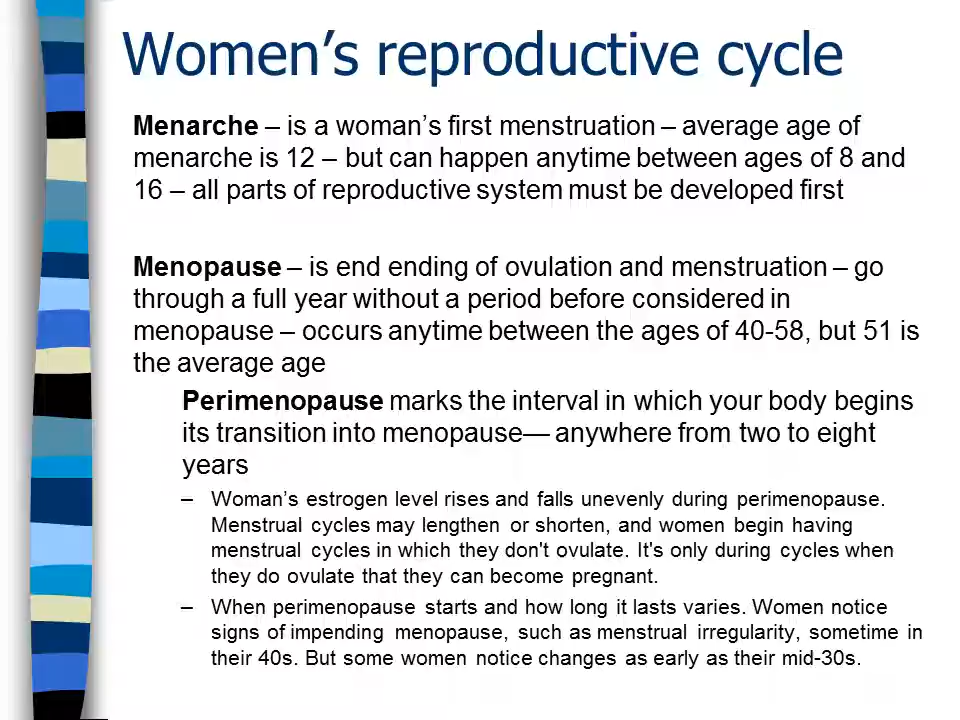 Women’s reproductive cycle
Menarche – is a woman’s first menstruation – average age of
menarche is 12 – but can happen anytime between ages of 8 and
16 – all parts of reproductive system must be developed first
Menopause – is end ending of ovulation and menstruation – go
through a full year without a period before considered in
menopause – occurs anytime between the ages of 40-58, but 51 is
the average age
Perimenopause marks the interval in which your body begins
its transition into menopause— anywhere from two to eight
years
– Woman’s estrogen level rises and falls unevenly during perimenopause.
Menstrual cycles may lengthen or shorten, and women begin having
menstrual cycles in which they don't ovulate. It's only during cycles when
they do ovulate that they can become pregnant.
– When perimenopause starts and how long it lasts varies. Women notice
signs of impending menopause, such as menstrual irregularity, sometime in
their 40s. But some women notice changes as early as their mid-30s.